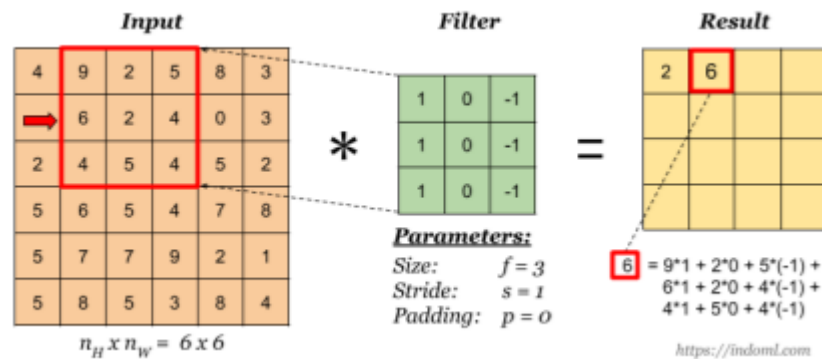 Input
Filter
Result
4 9 2 5 8 3
6 2 4 0 3
2 4 5 4 5 2
5 6 5 4 7 8
5 7 7 9 2 1
5 8 5 3 8 4
n_H x n_W = 6 x 6
*
1 0 -1
1 0 -1
1 0 -1
Parameters:
Size: f = 3
Stride: s = 1
Padding: p = 0
=
2 6
6 = 9*1 + 2*0 + 5*(-1) +
6*1 + 2*0 + 4*(-1) +
4*1 + 5*0 + 4*(-1)
https://indoml.com